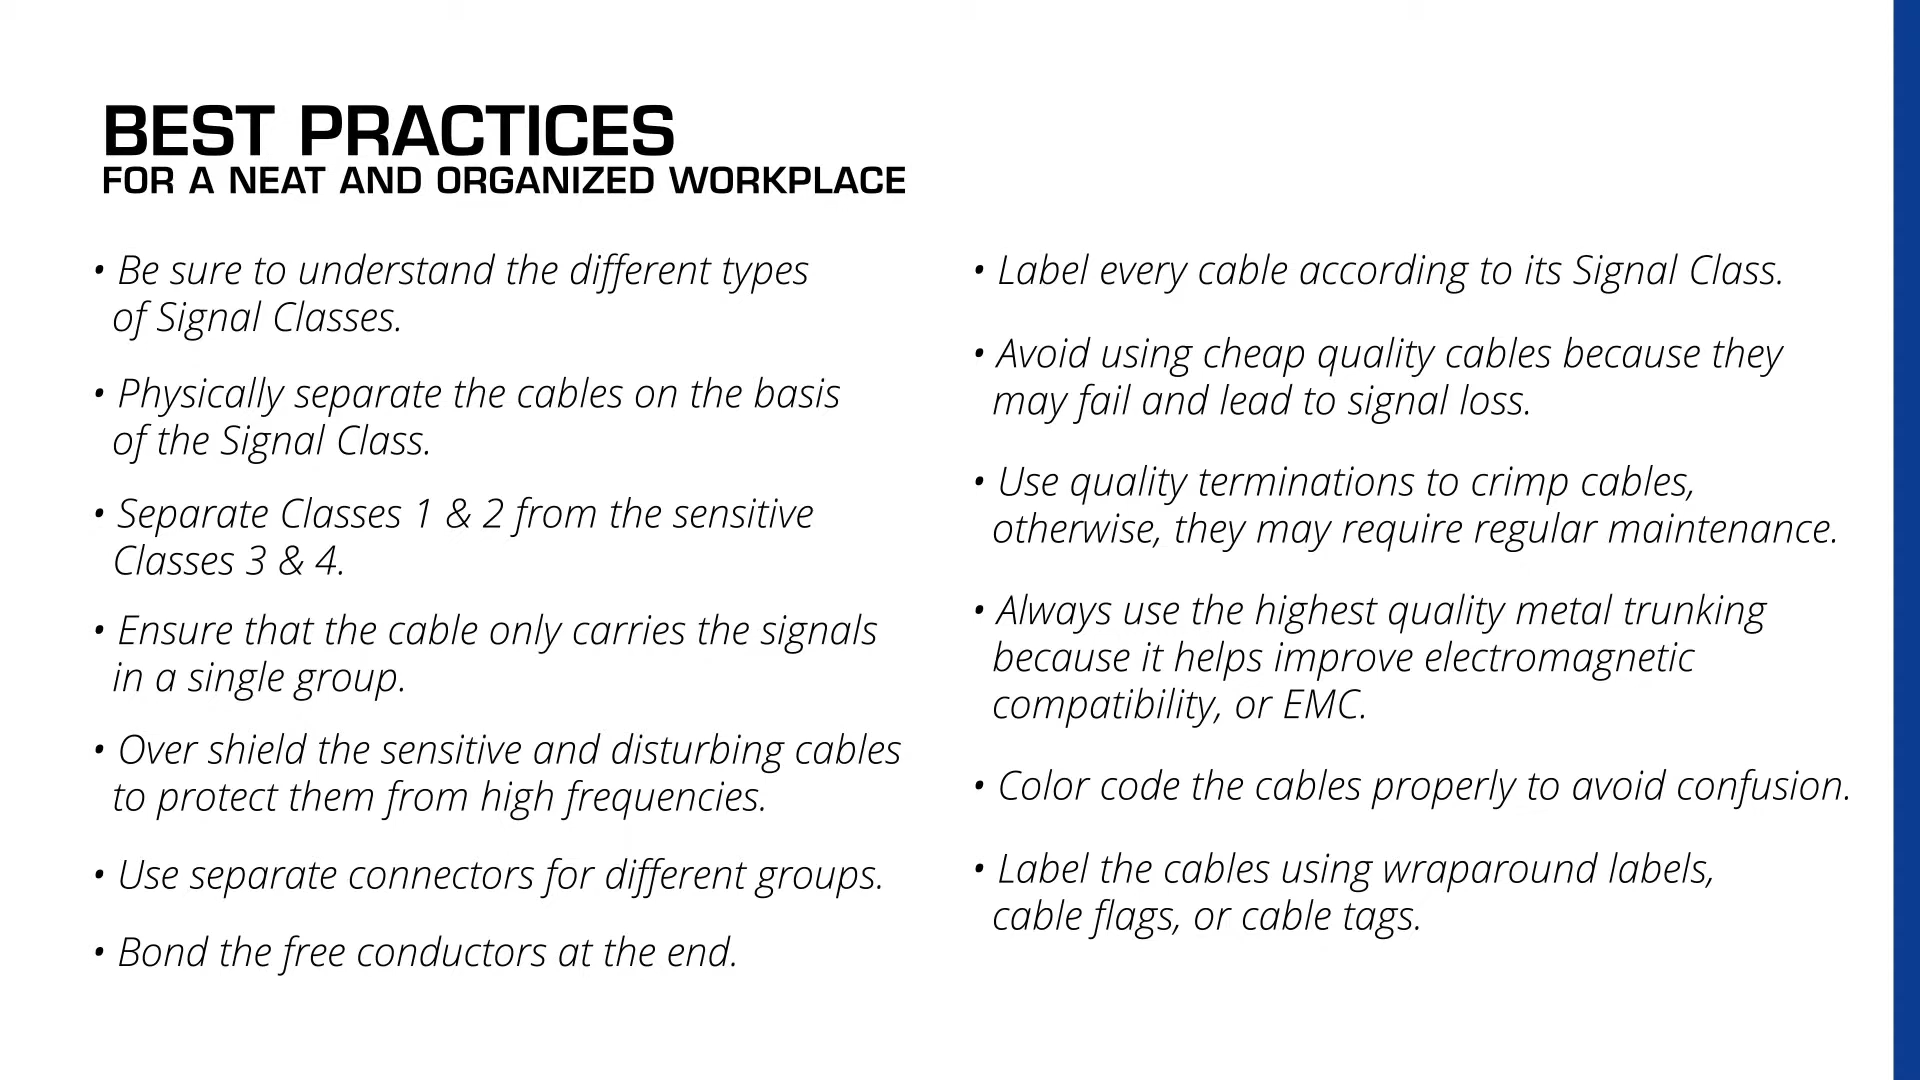 BEST PRACTICES
FOR A NEAT AND ORGANIZED WORKPLACE
• Be sure to understand the different types
of Signal Classes.
• Physically separate the cables on the basis
of the Signal Class.
• Separate Classes 1 & 2 from the sensitive
Classes 3 & 4.
• Ensure that the cable only carries the signals
in a single group.
• Over shield the sensitive and disturbing cables
to protect them from high frequencies.
• Use separate connectors for different groups.
• Bond the free conductors at the end.
• Label every cable according to its Signal Class.
• Avoid using cheap quality cables because they
may fail and lead to signal loss.
• Use quality terminations to crimp cables,
otherwise, they may require regular maintenance.
• Always use the highest quality metal trunking
because it helps improve electromagnetic
compatibility, or EMC.
• Color code the cables properly to avoid confusion.
• Label the cables using wraparound labels,
cable flags, or cable tags.